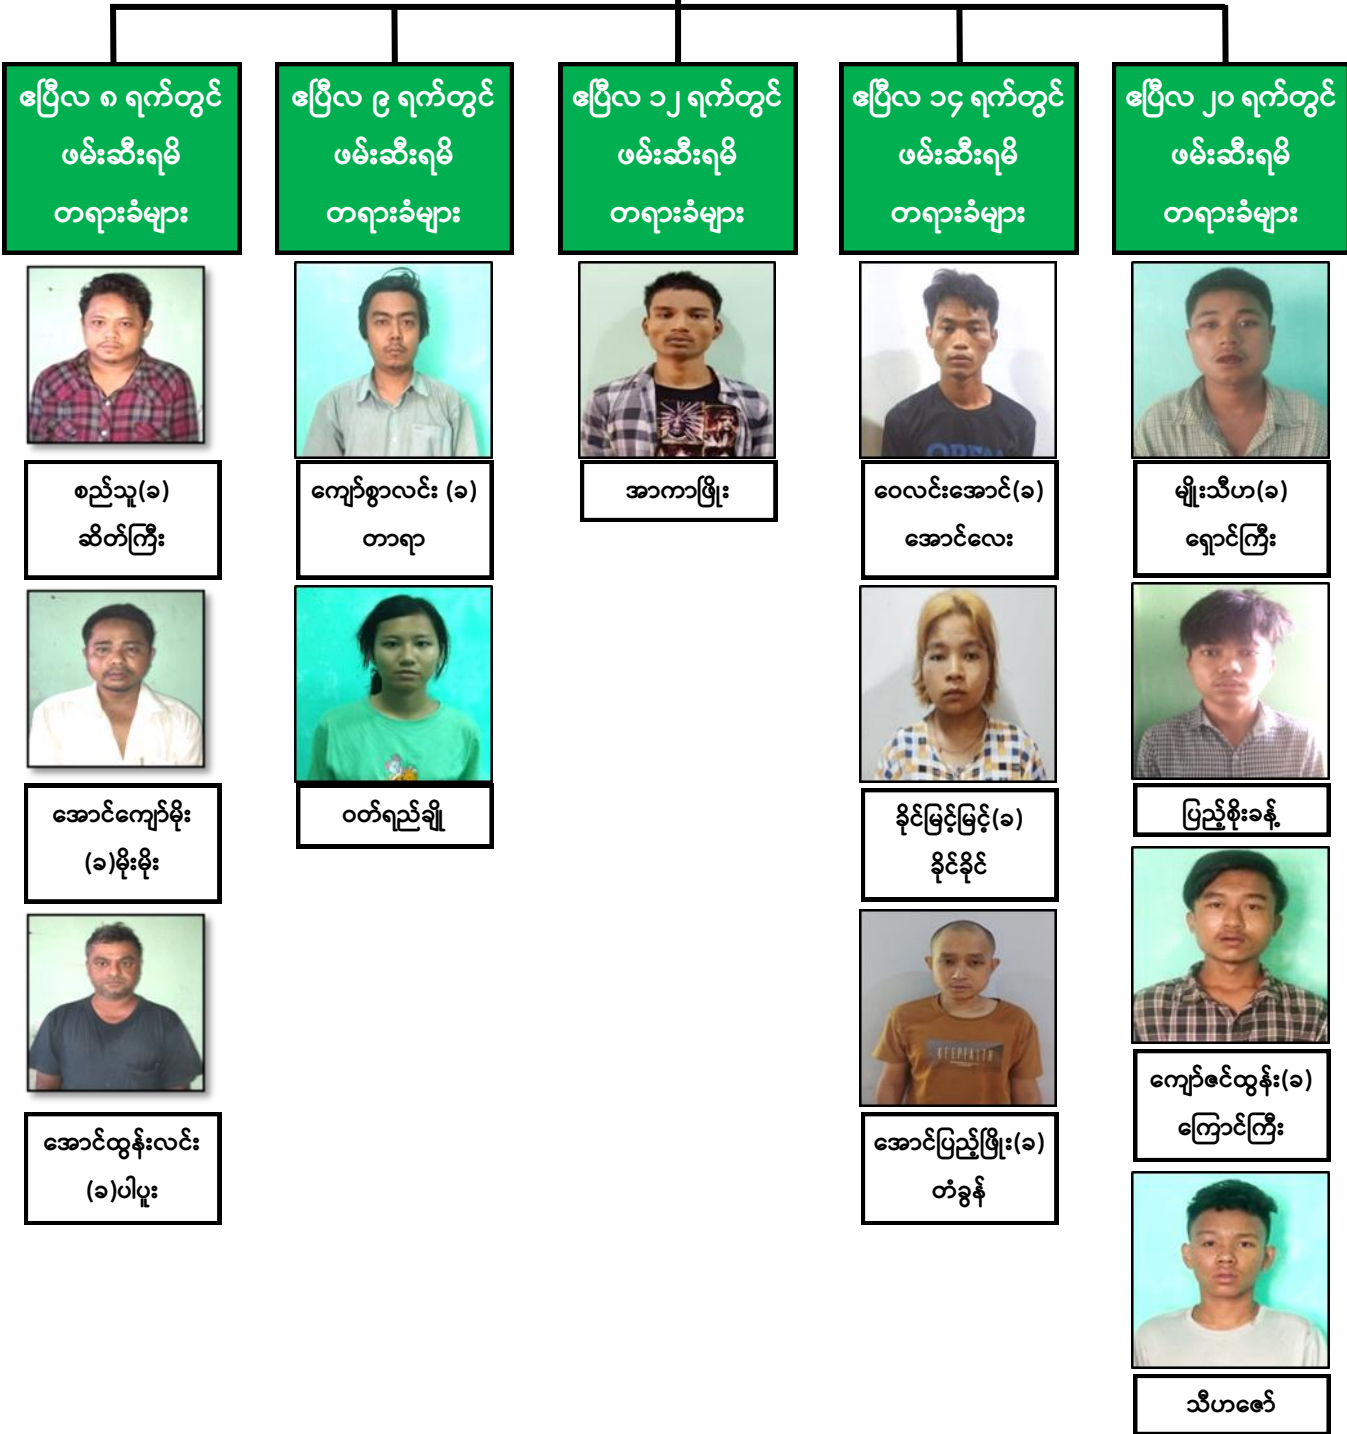 ဧပြီလ ၈ ရက်တွင်
ဖမ်းဆီးရမိ
တရားခံများ
စည်သူ(ခ)
ဆိတ်ကြီး
အောင်ကျော်မိုး
(ခ)မိုးမိုး
အောင်ထွန်းလင်း
(ခ)ပါပူး
ဧပြီလ ၉ ရက်တွင်
ဖမ်းဆီးရမိ
တရားခံများ
ကျော်စွာလင်း (ခ)
တာရာ
ဝတ်ရည်ချို
ဧပြီလ ၁၂ ရက်တွင်
ဖမ်းဆီးရမိ
တရားခံများ
အာကာဖြိုး
ဧပြီလ ၁၄ ရက်တွင်
ဖမ်းဆီးရမိ
တရားခံများ
ဝေလင်းအောင်(ခ)
အောင်လေး
ခိုင်မြင့်မြင့်(ခ)
ခိုင်ခိုင်
KEEPFAITH
အောင်ပြည့်ဖြိုး(ခ)
တံခွန်
ဧပြီလ ၂၀ ရက်တွင်
ဖမ်းဆီးရမိ
တရားခံများ
မျိုးသီဟ(ခ)
ရှောင်ကြီး
ပြည့်စိုးခန့်
ကျော်ဇင်ထွန်း(ခ)
ကြောင်ကြီး
သီဟဇော်